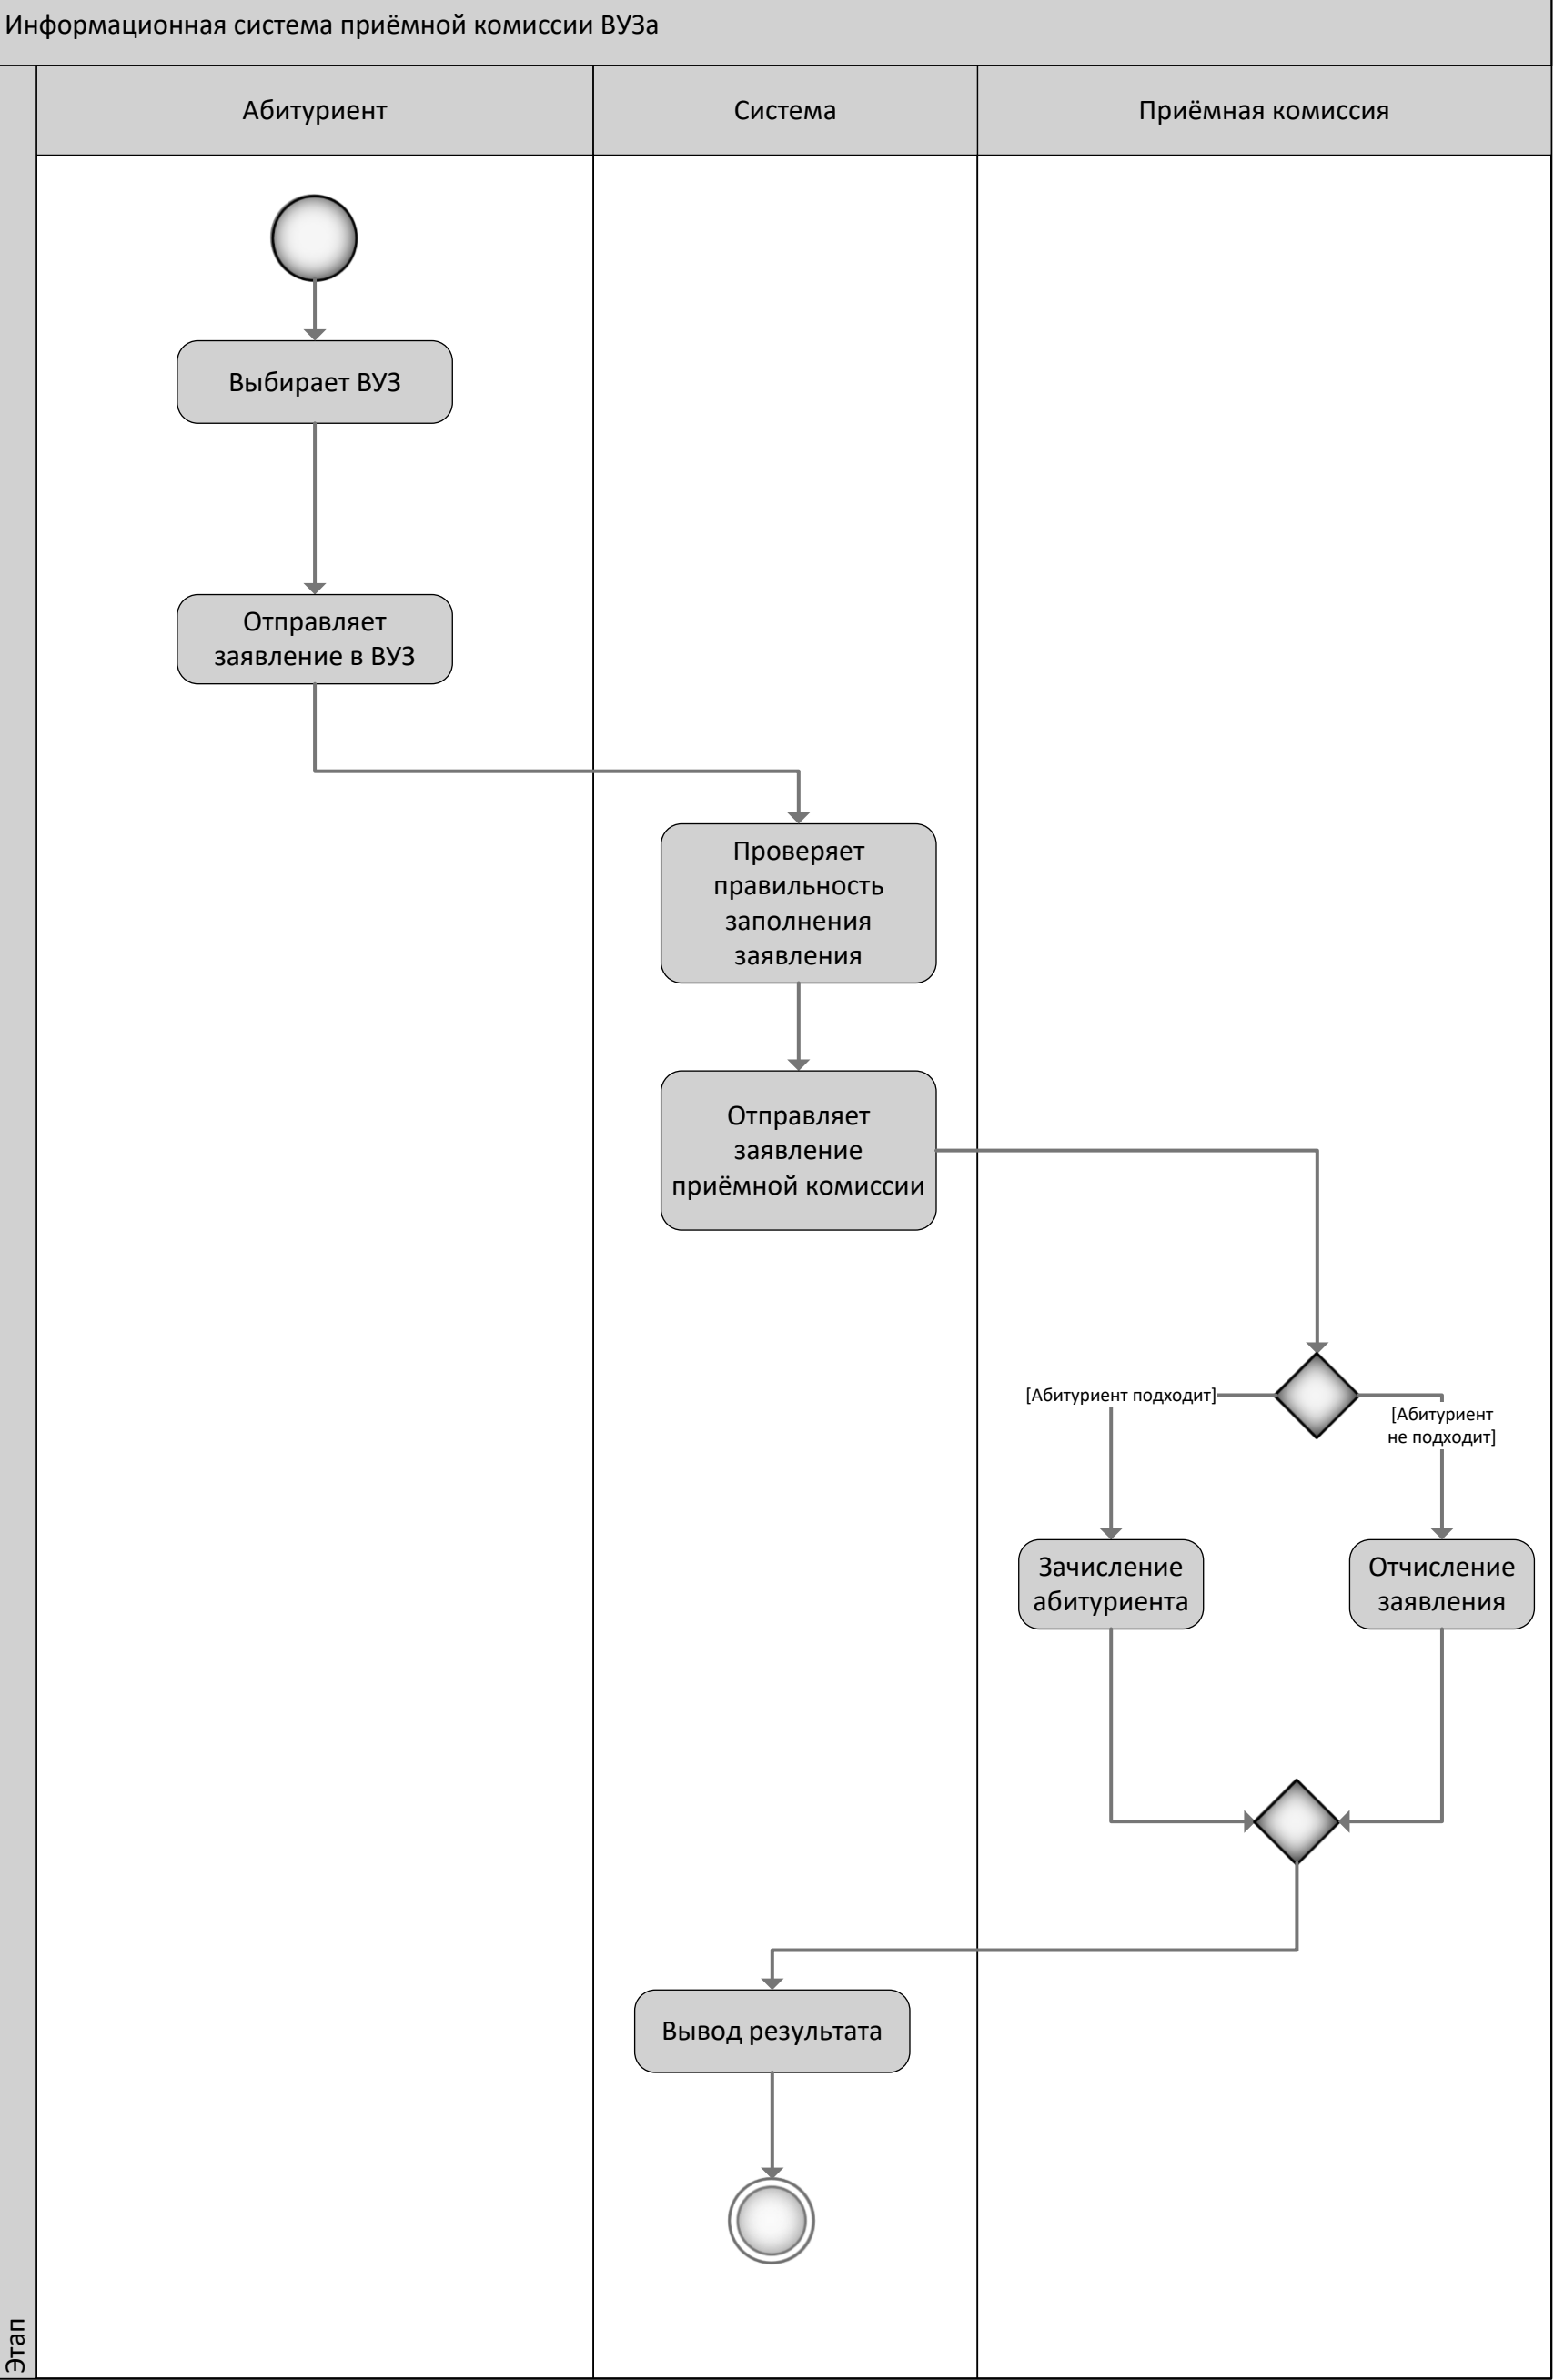 Информационная система приёмной комиссии ВУЗа
Абитуриент
Система
Приёмная комиссия
Выбирает ВУЗ
Отправляет
заявление в ВУЗ
Проверяет
правильность
заполнения
заявления
Отправляет
заявление
приёмной комиссии
[Абитуриент подходит]
[Абитуриент
не подходит]
Зачисление
абитуриента
Отчисление
заявления
Вывод результата
Этап